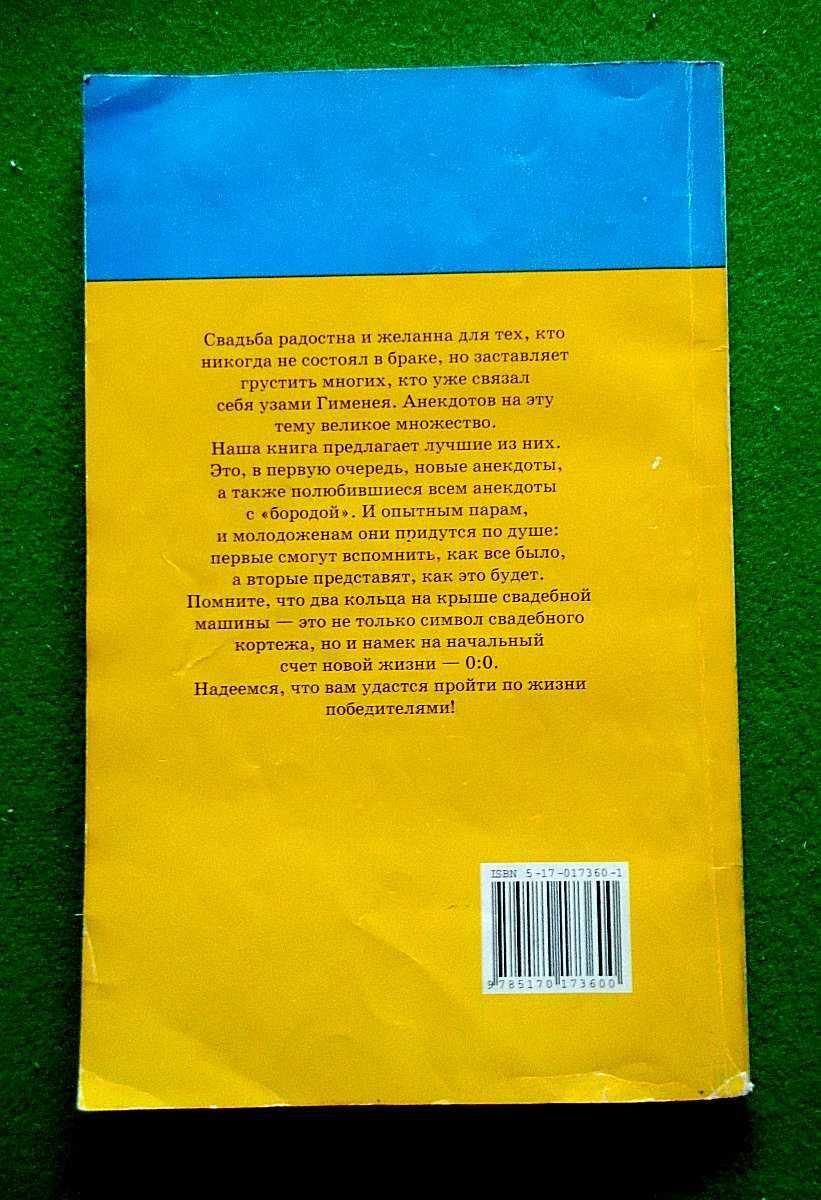 Свадьба радостна и желанна для тех, кто
никогда не состоял в браке, но заставляет
грустить многих, кто уже связал
себя узами Гименея. Анекдотов на эту
тему великое множество.
Наша книга предлагает лучшие из них.
Это, в первую очередь, новые анекдоты,
а также полюбившиеся всем анекдоты
с «бородой». И опытным парам,
и молодоженам они придутся по душе:
первые смогут вспомнить, как все было,
а вторые представят, как это будет.
Помните, что два кольца на крыше свадебной
машины — это не только символ свадебного
кортежа, но и намек на начальный
счет новой жизни — 0:0.
Надеемся, что вам удастся пройти по жизни
победителями!
ISBN 5-17-017360-1
9 785170 173600